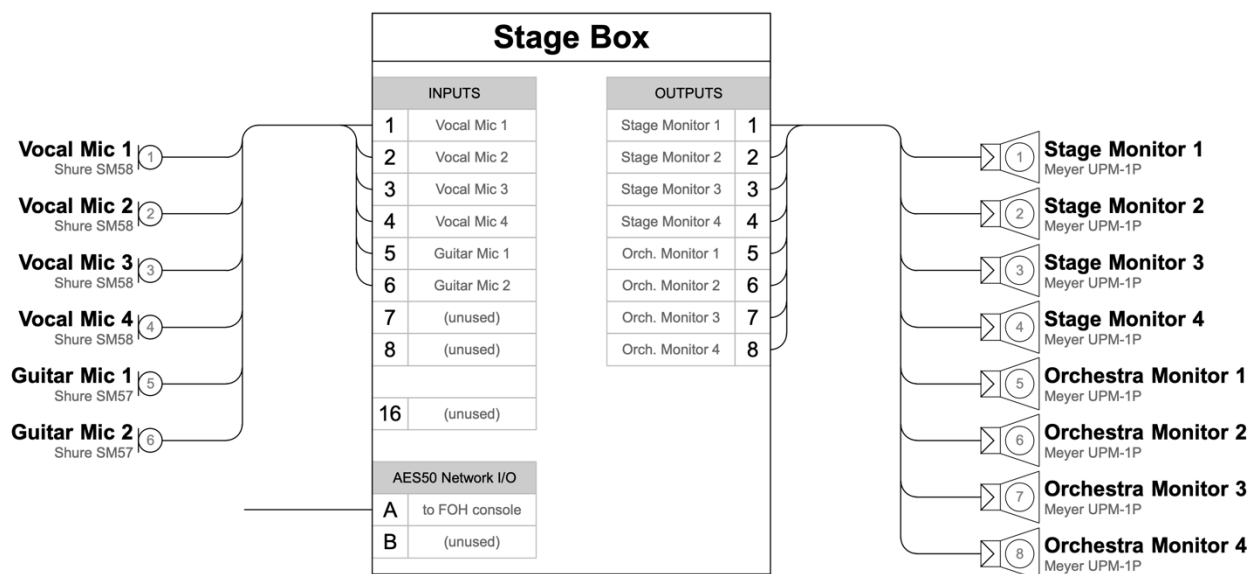 Stage Box
INPUTS
1 Vocal Mic 1
2 Vocal Mic 2
3 Vocal Mic 3
4 Vocal Mic 4
5 Guitar Mic 1
6 Guitar Mic 2
7 (unused)
8 (unused)
16 (unused)
AES50 Network I/O
A to FOH console
B (unused)
OUTPUTS
Stage Monitor 1 1
Stage Monitor 2 2
Stage Monitor 3 3
Stage Monitor 4 4
Orch. Monitor 1 5
Orch. Monitor 2 6
Orch. Monitor 3 7
Orch. Monitor 4 8
Vocal Mic 1 1
Shure SM58
Vocal Mic 2 2
Shure SM58
Vocal Mic 3 3
Shure SM58
Vocal Mic 4 4
Shure SM58
Guitar Mic 1 5
Shure SM57
Guitar Mic 2 6
Shure SM57
1 Stage Monitor 1
Meyer UPM-1P
2 Stage Monitor 2
Meyer UPM-1P
3 Stage Monitor 3
Meyer UPM-1P
4 Stage Monitor 4
Meyer UPM-1P
5 Orchestra Monitor 1
Meyer UPM-1P
6 Orchestra Monitor 2
Meyer UPM-1P
7 Orchestra Monitor 3
Meyer UPM-1P
8 Orchestra Monitor 4
Meyer UPM-1P